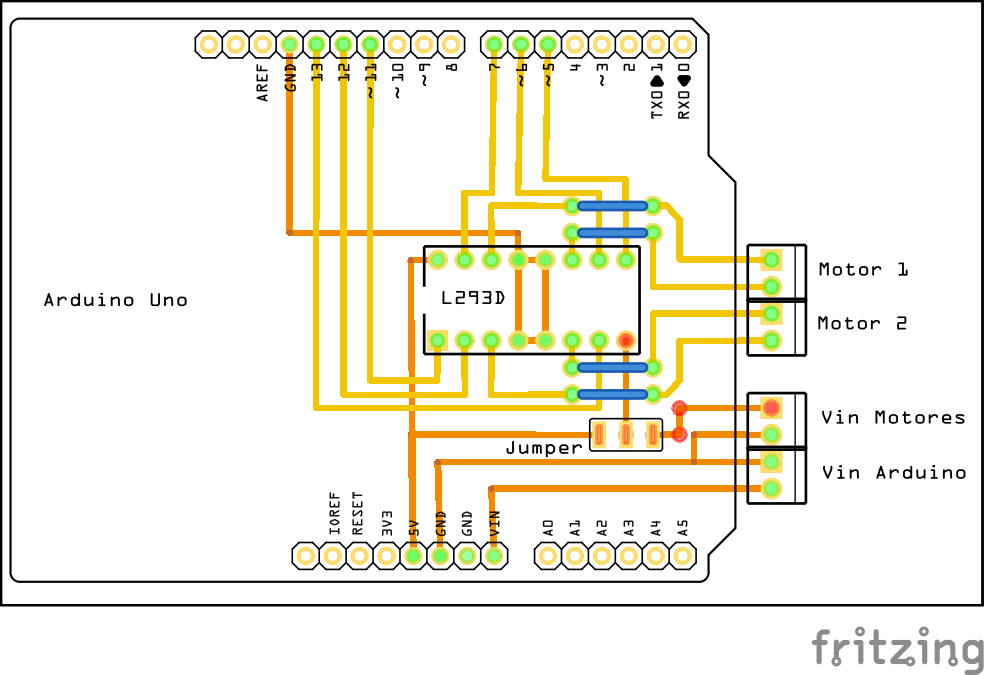 AREF GND 13 12 ~11 ~10 ~9 8 7 ~6 ~5 4 ~3 2 TX0▶1 RX0◀0
Arduino Uno
L293D
Motor 1
Motor 2
Jumper
Vin Motores
Vin Arduino
IOREF RESET 3V3 5V GND GND VIN A0 A1 A2 A3 A4 A5
fritzing